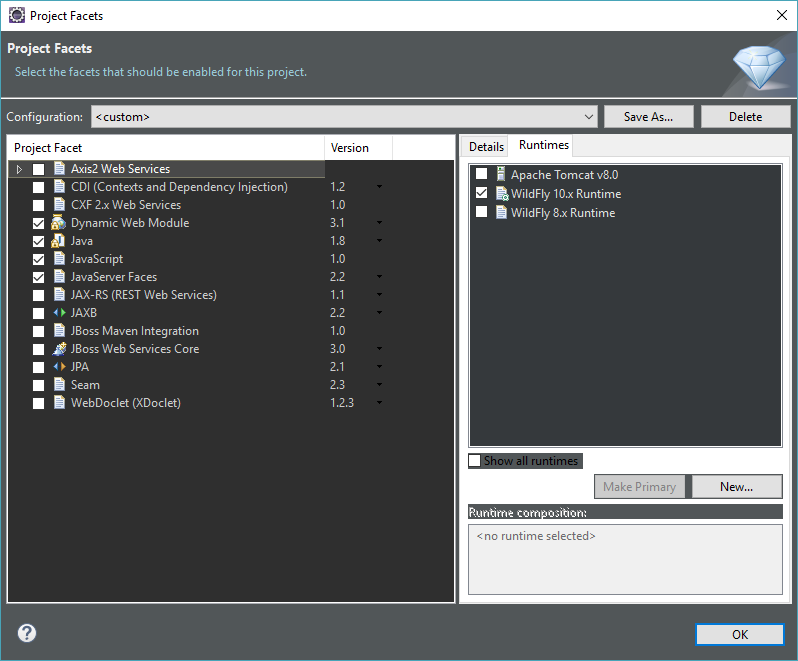 Project Facets
Project Facets
Select the facets that should be enabled for this project.
Configuration: <custom> Save As... Delete
Project Facet Version
Axis2 Web Services
CDI (Contexts and Dependency Injection) 1.2
CXF 2.x Web Services 1.0
Dynamic Web Module 3.1
Java 1.8
JavaScript 1.0
JavaServer Faces 2.2
JAX-RS (REST Web Services) 1.1
JAXB 2.2
JBoss Maven Integration 1.0
JBoss Web Services Core 3.0
JPA 2.1
Seam 2.3
WebDoclet (XDoclet) 1.2.3
Details Runtimes
Apache Tomcat v8.0
WildFly 10.x Runtime
WildFly 8.x Runtime
Show all runtimes
Make Primary New...
Runtime composition:
<no runtime selected>
?
OK